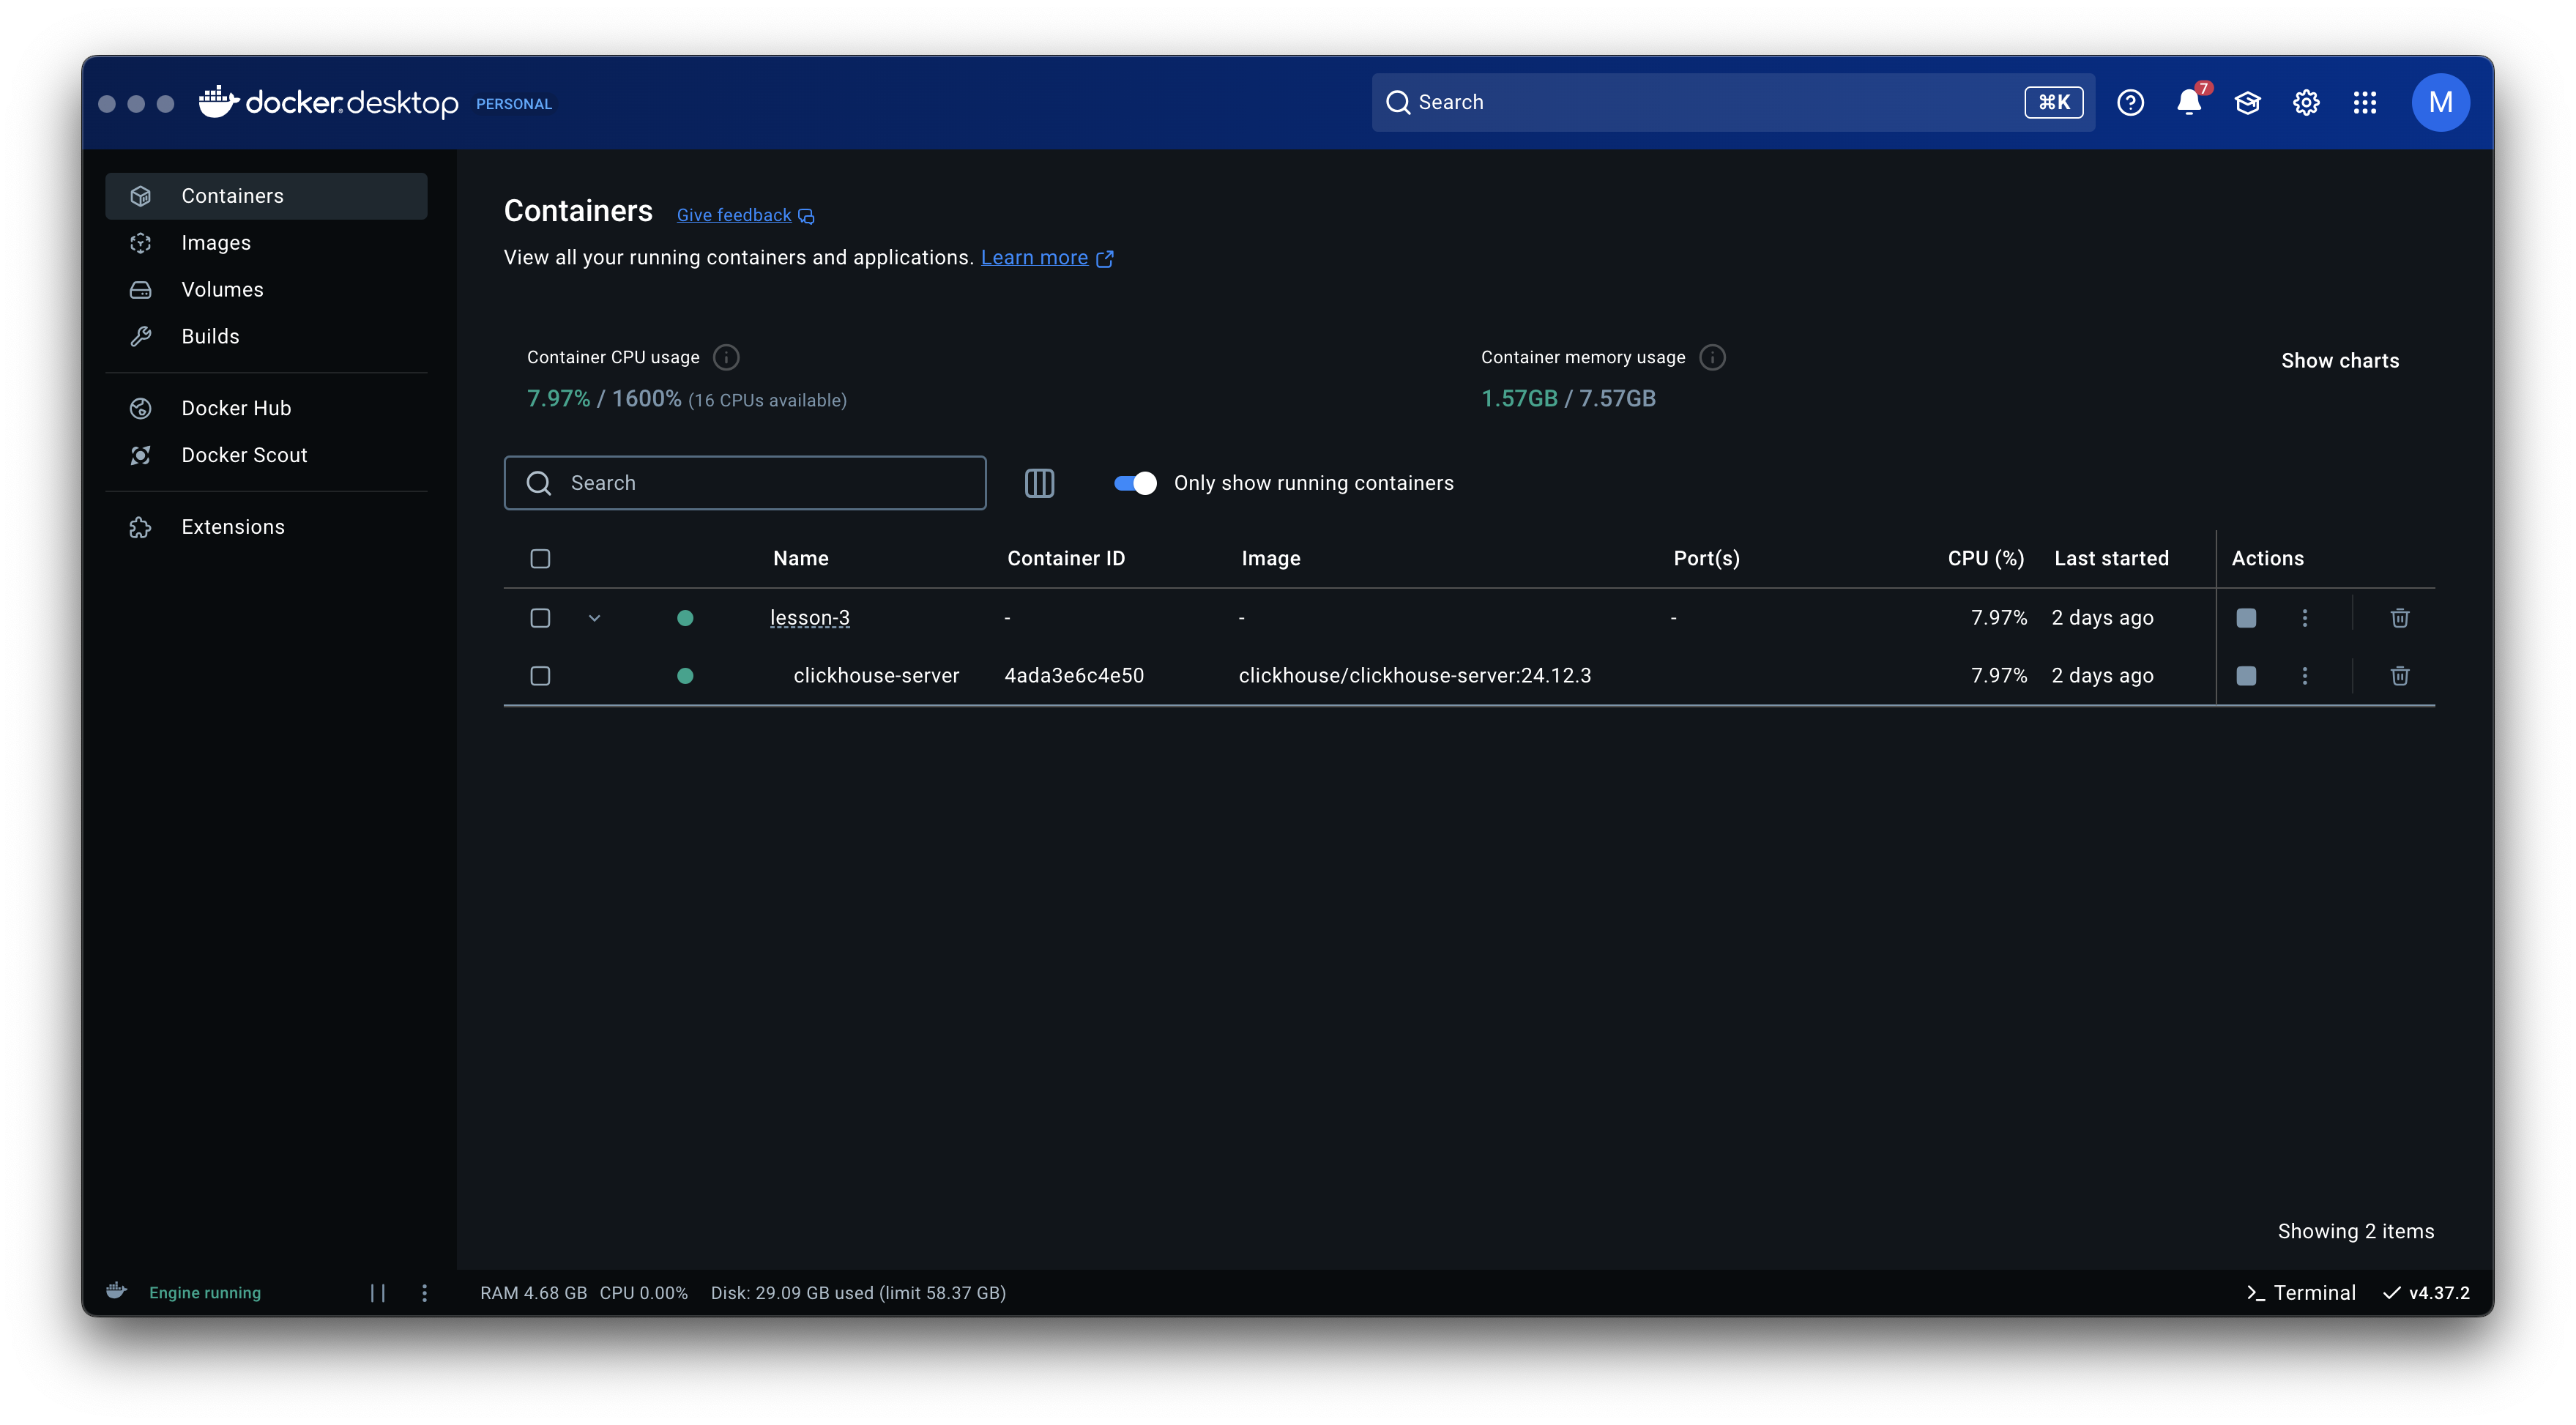 docker desktop PERSONAL
Search ⌘K
7
M
Containers
Images
Volumes
Builds
Docker Hub
Docker Scout
Extensions
Containers Give feedback
View all your running containers and applications. Learn more
Container CPU usage
7.97% / 1600% (16 CPUs available)
Container memory usage
1.57GB / 7.57GB
Show charts
Search
Only show running containers
Name Container ID Image Port(s) CPU (%) Last started Actions
lesson-3 - - - 7.97% 2 days ago
clickhouse-server 4ada3e6c4e50 clickhouse/clickhouse-server:24.12.3 7.97% 2 days ago
Showing 2 items
Engine running
RAM 4.68 GB CPU 0.00% Disk: 29.09 GB used (limit 58.37 GB)
Terminal
v4.37.2